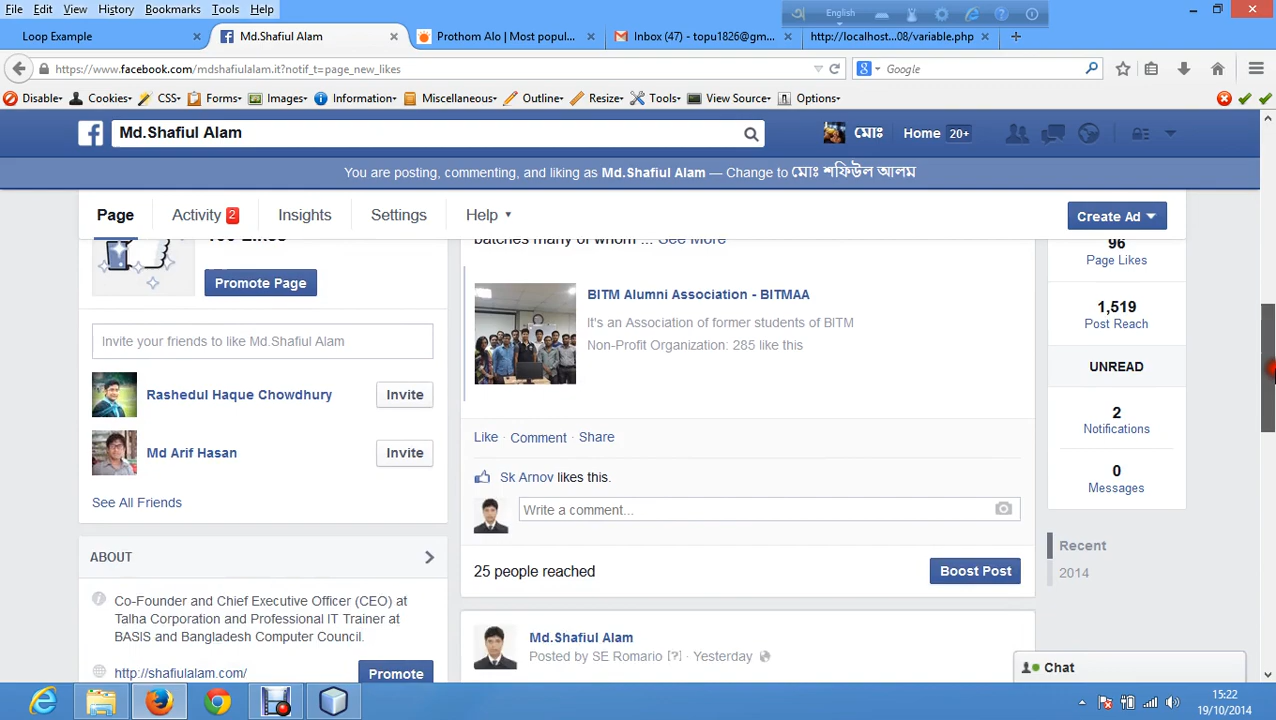 File Edit View History Bookmarks Tools Help
English
Loop Example
Md.Shafiul Alam
Prothom Alo | Most popul...
Inbox (47) - topu1826@gm...
http://localhost...08/variable.php
https://www.facebook.com/mdshafiulalam.it?notif_t=page_new_likes
Google
Disable Cookies CSS Forms Images Information Miscellaneous Outline Resize Tools View Source Options
Md.Shafiul Alam
মোঃ
Home 20+
You are posting, commenting, and liking as Md.Shafiul Alam — Change to মোঃ শফিউল আলম
Page
Activity 2
Insights
Settings
Help
Create Ad
Promote Page
Invite your friends to like Md.Shafiul Alam
Rashedul Haque Chowdhury
Invite
Md Arif Hasan
Invite
See All Friends
ABOUT
Co-Founder and Chief Executive Officer (CEO) at
Talha Corporation and Professional IT Trainer at
BASIS and Bangladesh Computer Council.
http://shafiulalam.com/
Promote
batches many of whom ... See More
BITM Alumni Association - BITMAA
It's an Association of former students of BITM
Non-Profit Organization: 285 like this
Like · Comment · Share
Sk Arnov likes this.
Write a comment...
25 people reached
Boost Post
Md.Shafiul Alam
Posted by SE Romario [?] · Yesterday
96
Page Likes
1,519
Post Reach
UNREAD
2
Notifications
0
Messages
Recent
2014
Chat
15:22
19/10/2014